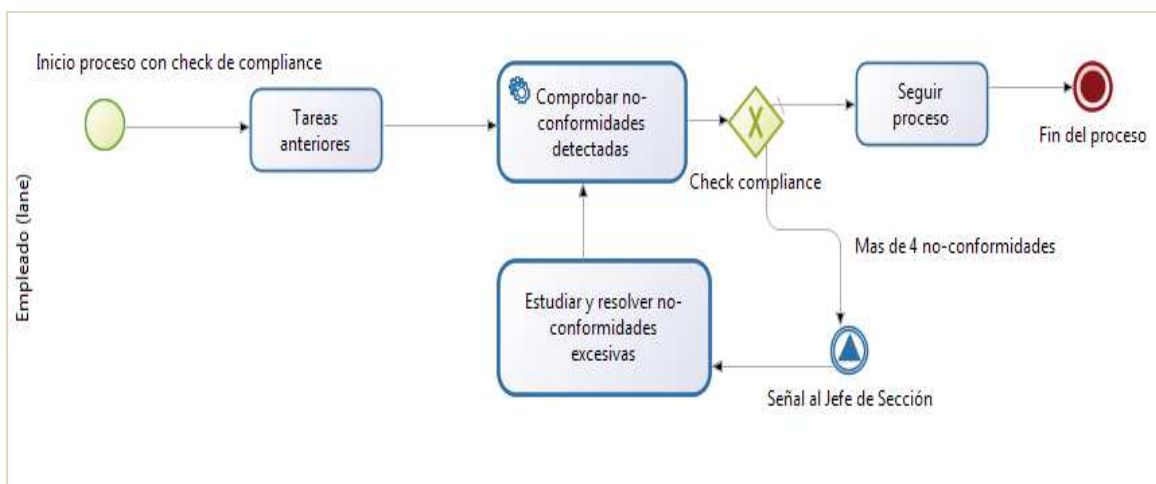 Inicio proceso con check de compliance
Tareas
anteriores
Comprobar no-
conformidades
detectadas
Check compliance
Seguir
proceso
Fin del proceso
Mas de 4 no-conformidades
Señal al Jefe de Sección
Estudiar y resolver no-
conformidades
excesivas
Empleado (lane)